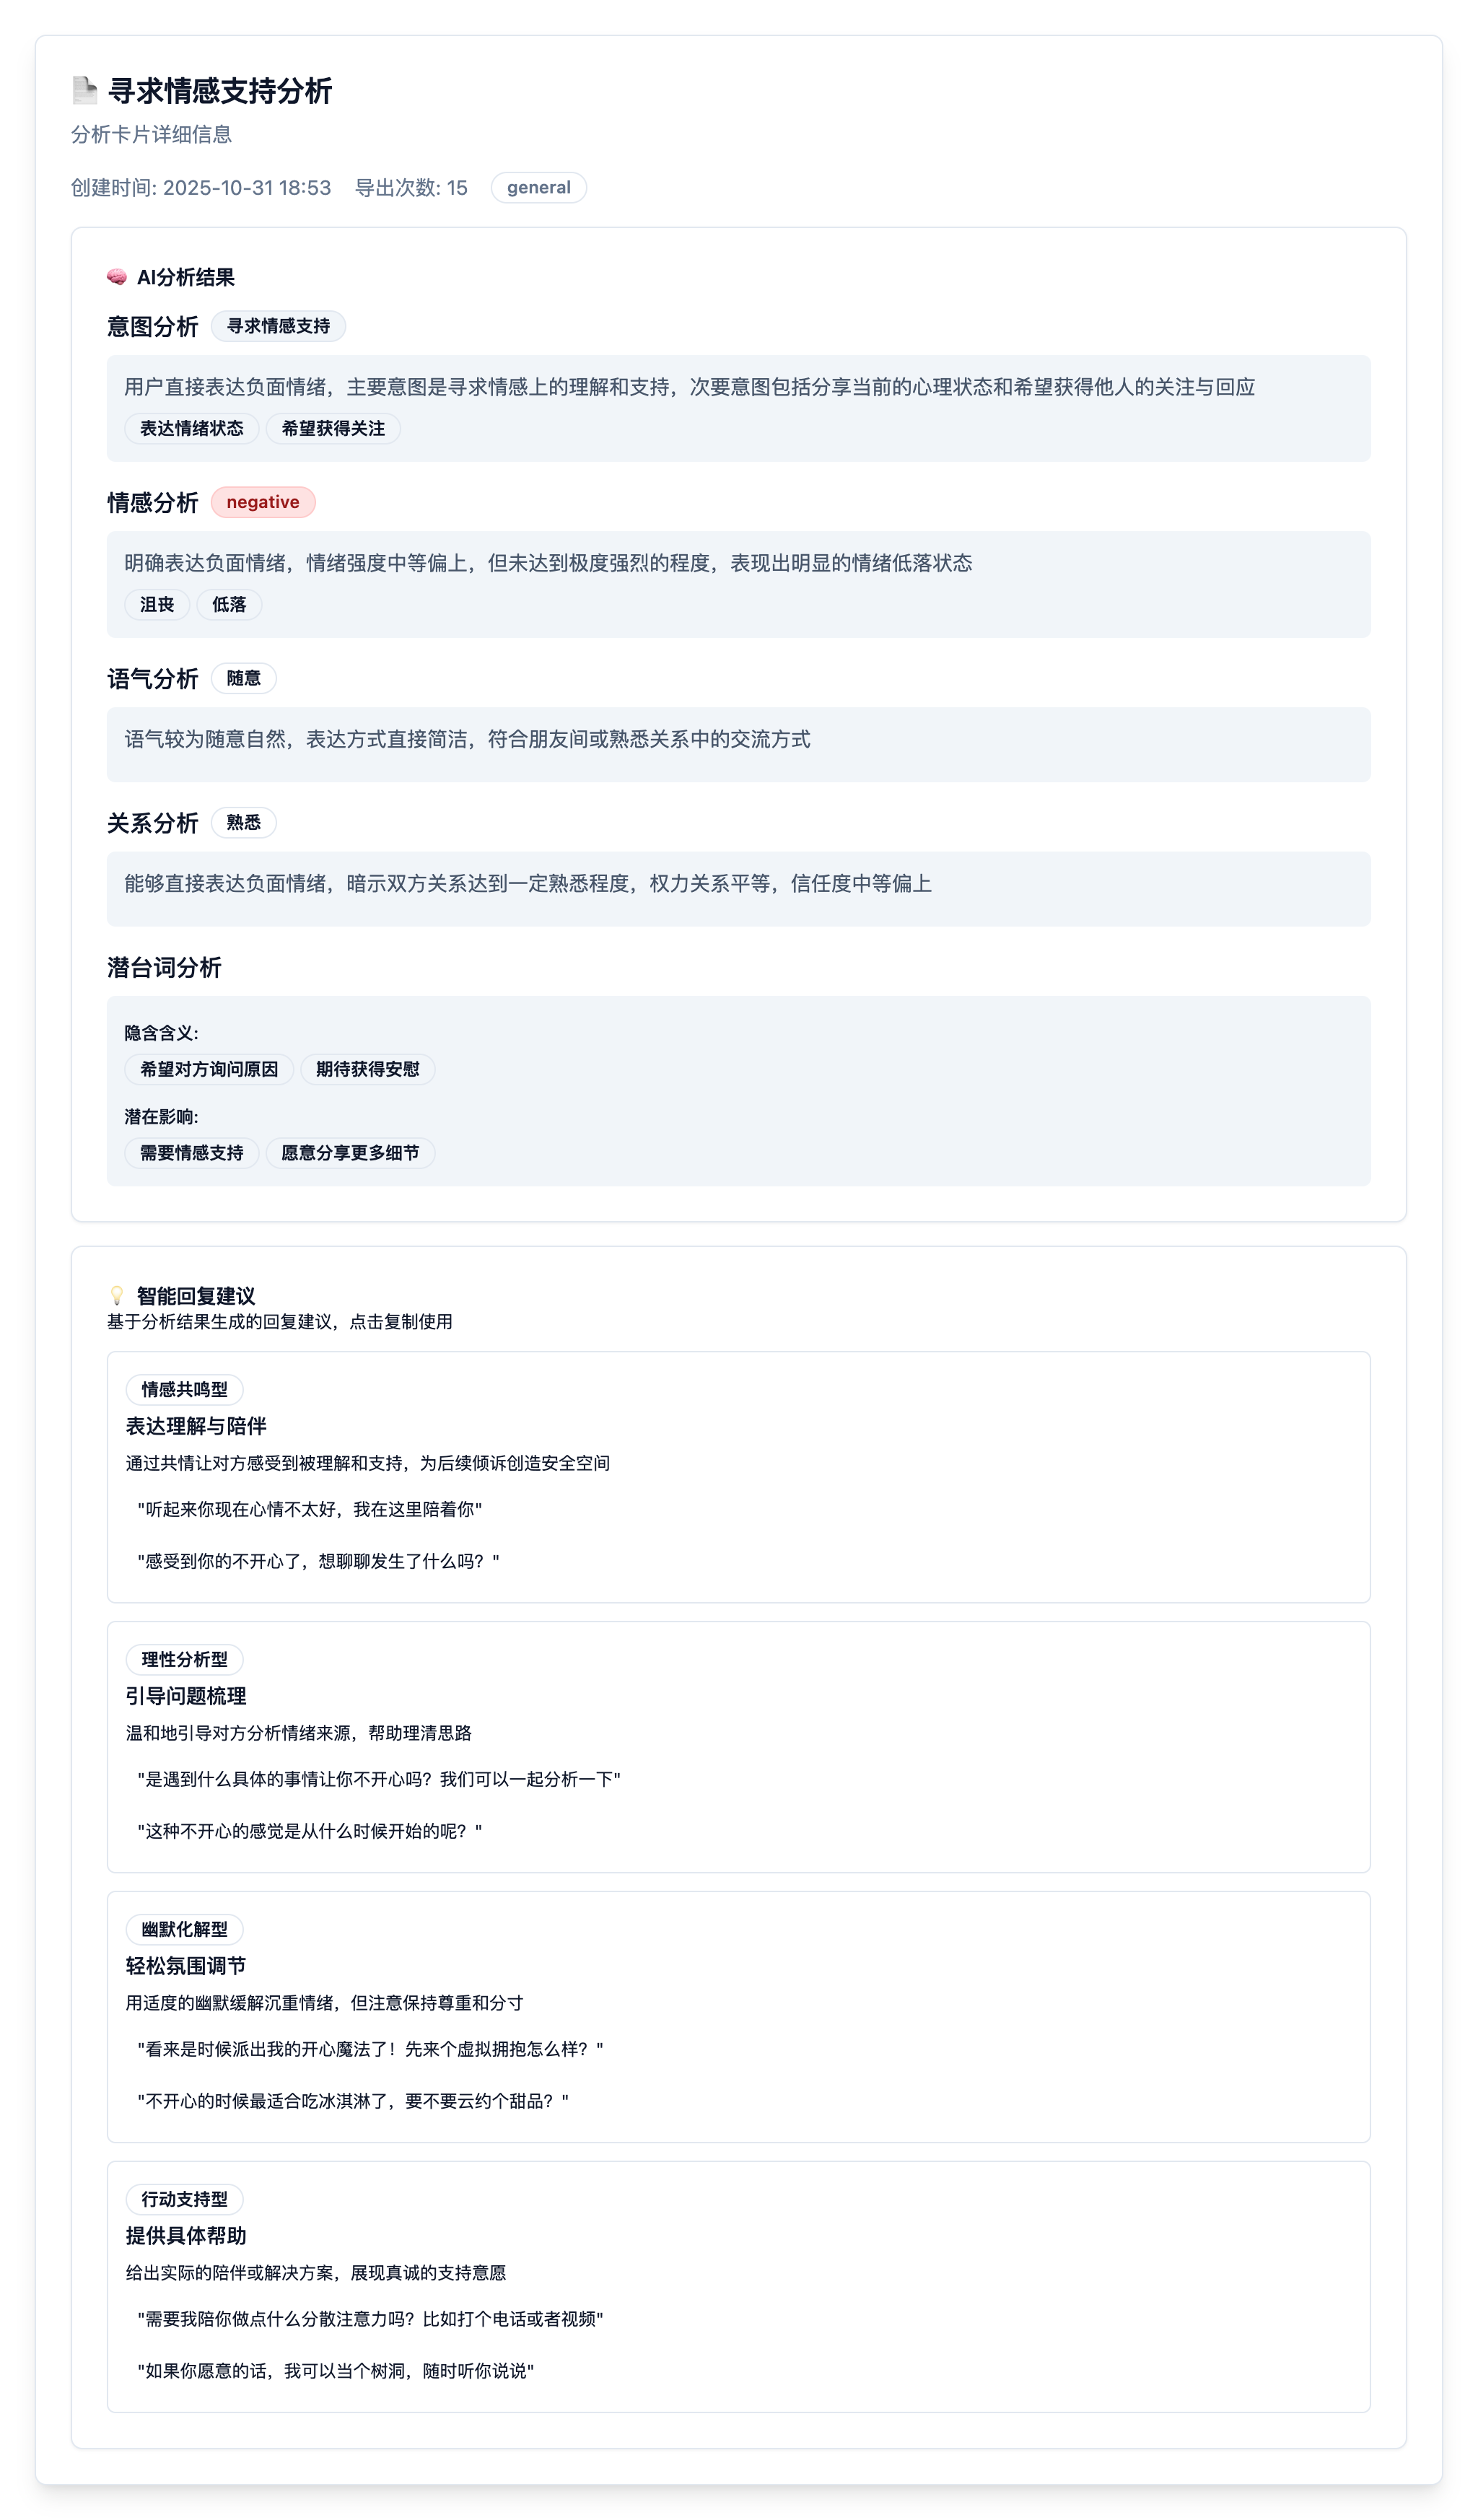 寻求情感支持分析
分析卡片详细信息
创建时间: 2025-10-31 18:53 导出次数: 15 general
AI分析结果
意图分析 寻求情感支持
用户直接表达负面情绪，主要意图是寻求情感上的理解和支持，次要意图包括分享当前的心理状态和希望获得他人的关注与回应
表达情绪状态 希望获得关注
情感分析 negative
明确表达负面情绪，情绪强度中等偏上，但未达到极度强烈的程度，表现出明显的情绪低落状态
沮丧 低落
语气分析 随意
语气较为随意自然，表达方式直接简洁，符合朋友间或熟悉关系中的交流方式
关系分析 熟悉
能够直接表达负面情绪，暗示双方关系达到一定熟悉程度，权力关系平等，信任度中等偏上
潜台词分析
隐含含义:
希望对方询问原因 期待获得安慰
潜在影响:
需要情感支持 愿意分享更多细节
智能回复建议
基于分析结果生成的回复建议，点击复制使用
情感共鸣型
表达理解与陪伴
通过共情让对方感受到被理解和支持，为后续倾诉创造安全空间
"听起来你现在心情不太好，我在这里陪着你"
"感受到你的不开心了，想聊聊发生了什么吗？"
理性分析型
引导问题梳理
温和地引导对方分析情绪来源，帮助理清思路
"是遇到什么具体的事情让你不开心吗？我们可以一起分析一下"
"这种不开心的感觉是从什么时候开始的呢？"
幽默化解型
轻松氛围调节
用适度的幽默缓解沉重情绪，但注意保持尊重和分寸
"看来是时候派出我的开心魔法了！先来个虚拟拥抱怎么样？"
"不开心的时候最适合吃冰淇淋了，要不要云约个甜品？"
行动支持型
提供具体帮助
给出实际的陪伴或解决方案，展现真诚的支持意愿
"需要我陪你做点什么分散注意力吗？比如打个电话或者视频"
"如果你愿意的话，我可以当个树洞，随时听你说说"